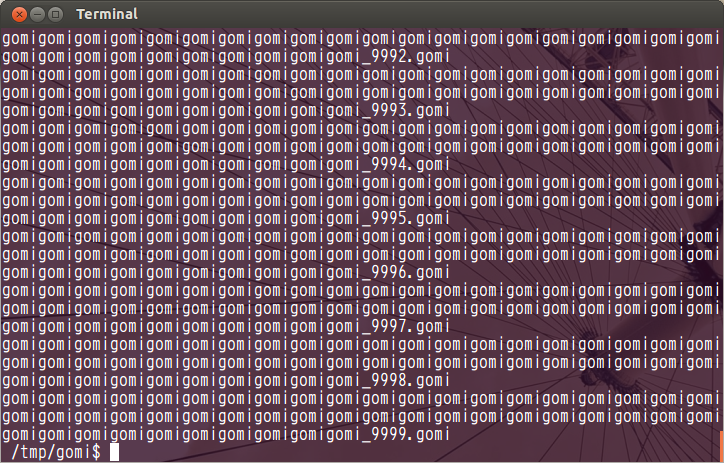 Terminal
gomigomigomigomigomigomigomigomigomigomigomigomigomigomigomigomigomigomigomigomi
gomigomigomigomigomigomigomigomigomigomi_9992.gomi
gomigomigomigomigomigomigomigomigomigomigomigomigomigomigomigomigomigomigomigomi
gomigomigomigomigomigomigomigomigomigomigomigomigomigomigomigomigomigomigomigomi
gomigomigomigomigomigomigomigomigomigomi_9993.gomi
gomigomigomigomigomigomigomigomigomigomigomigomigomigomigomigomigomigomigomigomi
gomigomigomigomigomigomigomigomigomigomigomigomigomigomigomigomigomigomigomigomi
gomigomigomigomigomigomigomigomigomigomi_9994.gomi
gomigomigomigomigomigomigomigomigomigomigomigomigomigomigomigomigomigomigomigomi
gomigomigomigomigomigomigomigomigomigomigomigomigomigomigomigomigomigomigomigomi
gomigomigomigomigomigomigomigomigomigomi_9995.gomi
gomigomigomigomigomigomigomigomigomigomigomigomigomigomigomigomigomigomigomigomi
gomigomigomigomigomigomigomigomigomigomigomigomigomigomigomigomigomigomigomigomi
gomigomigomigomigomigomigomigomigomigomi_9996.gomi
gomigomigomigomigomigomigomigomigomigomigomigomigomigomigomigomigomigomigomigomi
gomigomigomigomigomigomigomigomigomigomigomigomigomigomigomigomigomigomigomigomi
gomigomigomigomigomigomigomigomigomigomi_9997.gomi
gomigomigomigomigomigomigomigomigomigomigomigomigomigomigomigomigomigomigomigomi
gomigomigomigomigomigomigomigomigomigomigomigomigomigomigomigomigomigomigomigomi
gomigomigomigomigomigomigomigomigomigomi_9998.gomi
gomigomigomigomigomigomigomigomigomigomigomigomigomigomigomigomigomigomigomigomi
gomigomigomigomigomigomigomigomigomigomigomigomigomigomigomigomigomigomigomigomi
gomigomigomigomigomigomigomigomigomigomi_9999.gomi
/tmp/gomi$